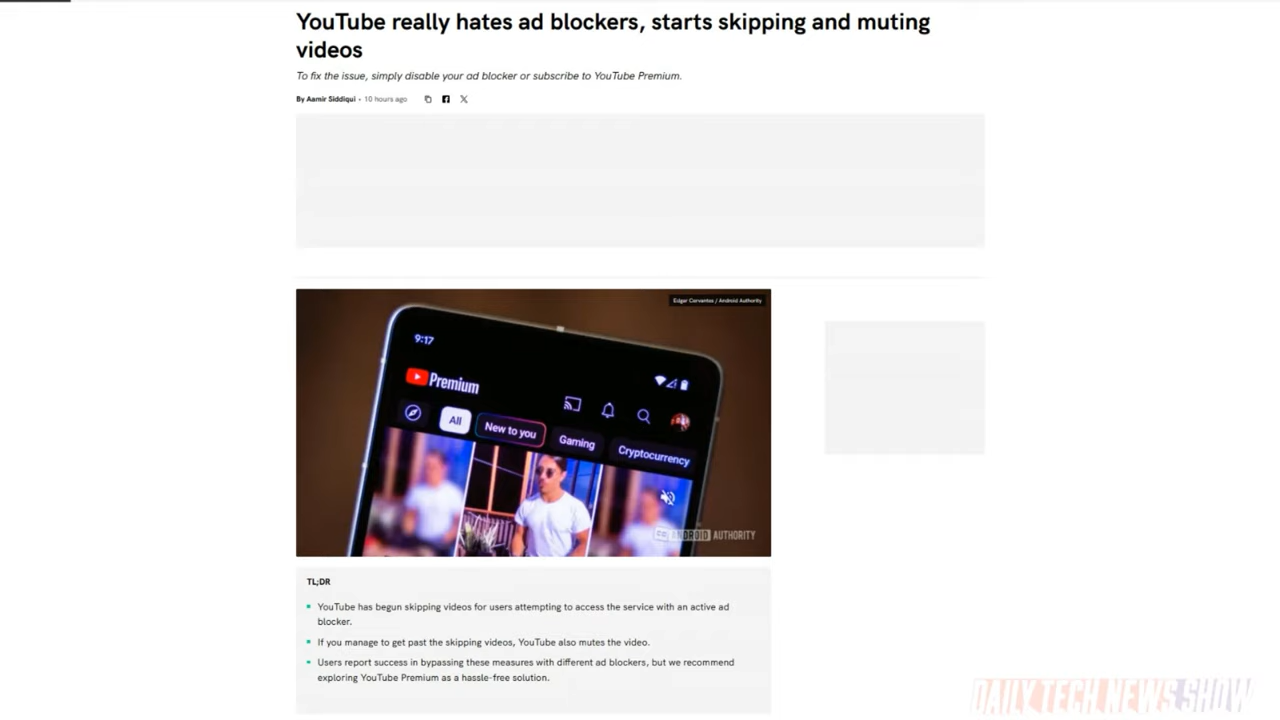 YouTube really hates ad blockers, starts skipping and muting
videos
To fix the issue, simply disable your ad blocker or subscribe to YouTube Premium.
By Aamir Siddiqui • 10 hours ago
Edgar Cervantes / Android Authority
9:17
Premium
All
New to you
Gaming
Cryptocurrency
ANDROID AUTHORITY
TL;DR
YouTube has begun skipping videos for users attempting to access the service with an active ad
blocker.
If you manage to get past the skipping videos, YouTube also mutes the video.
Users report success in bypassing these measures with different ad blockers, but we recommend
exploring YouTube Premium as a hassle-free solution.
DAILY TECH NEWS SHOW